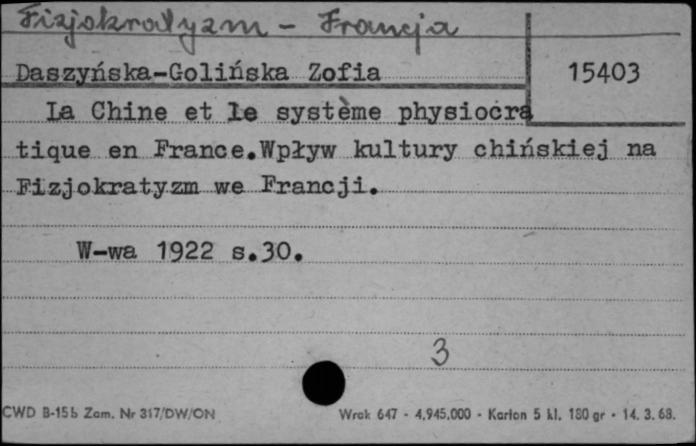 Fizjokratyzm - Francja
Daszyńska-Golińska Zofia
15403
La Chine et le système physiocra
tique en France.Wpływ kultury chińskiej na
Fizjokratyzm we Francji.
W-wa 1922 s.30.
3
CWD B-15b Zam. Nr 317/DW/ON
Wrak 647 - 4,945.000 - Karton 5 kl. 180 gr - 14. 3. 68.